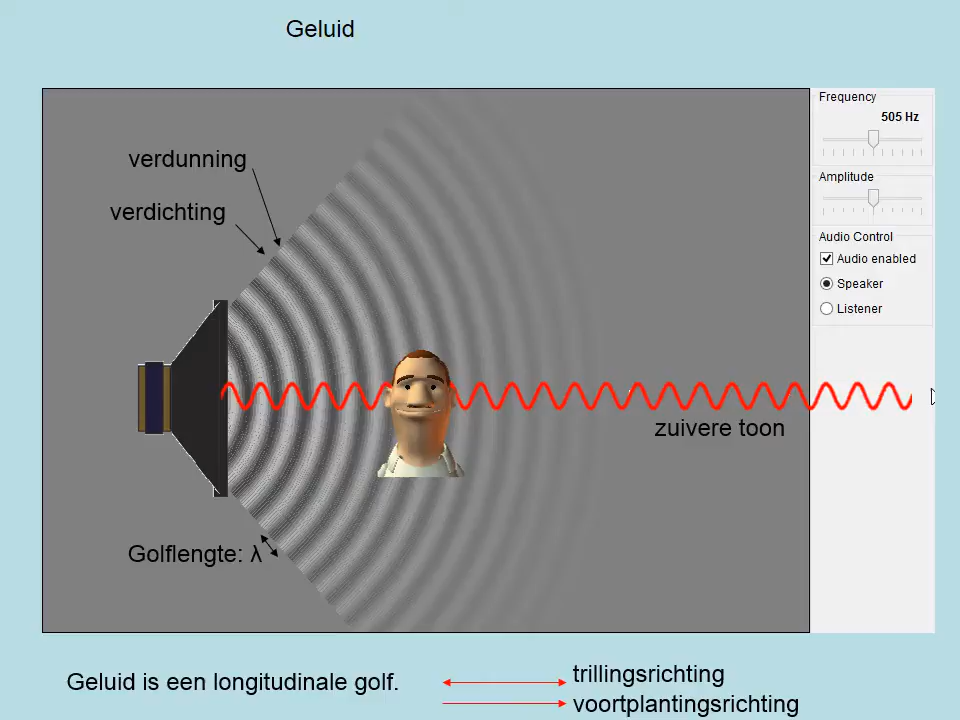 Geluid
Frequency
505 Hz
verdunning
Amplitude
verdichting
Audio Control
Audio enabled
Speaker
Listener
zuivere toon
Golflengte: λ
Geluid is een longitudinale golf.
trillingsrichting
voortplantingsrichting